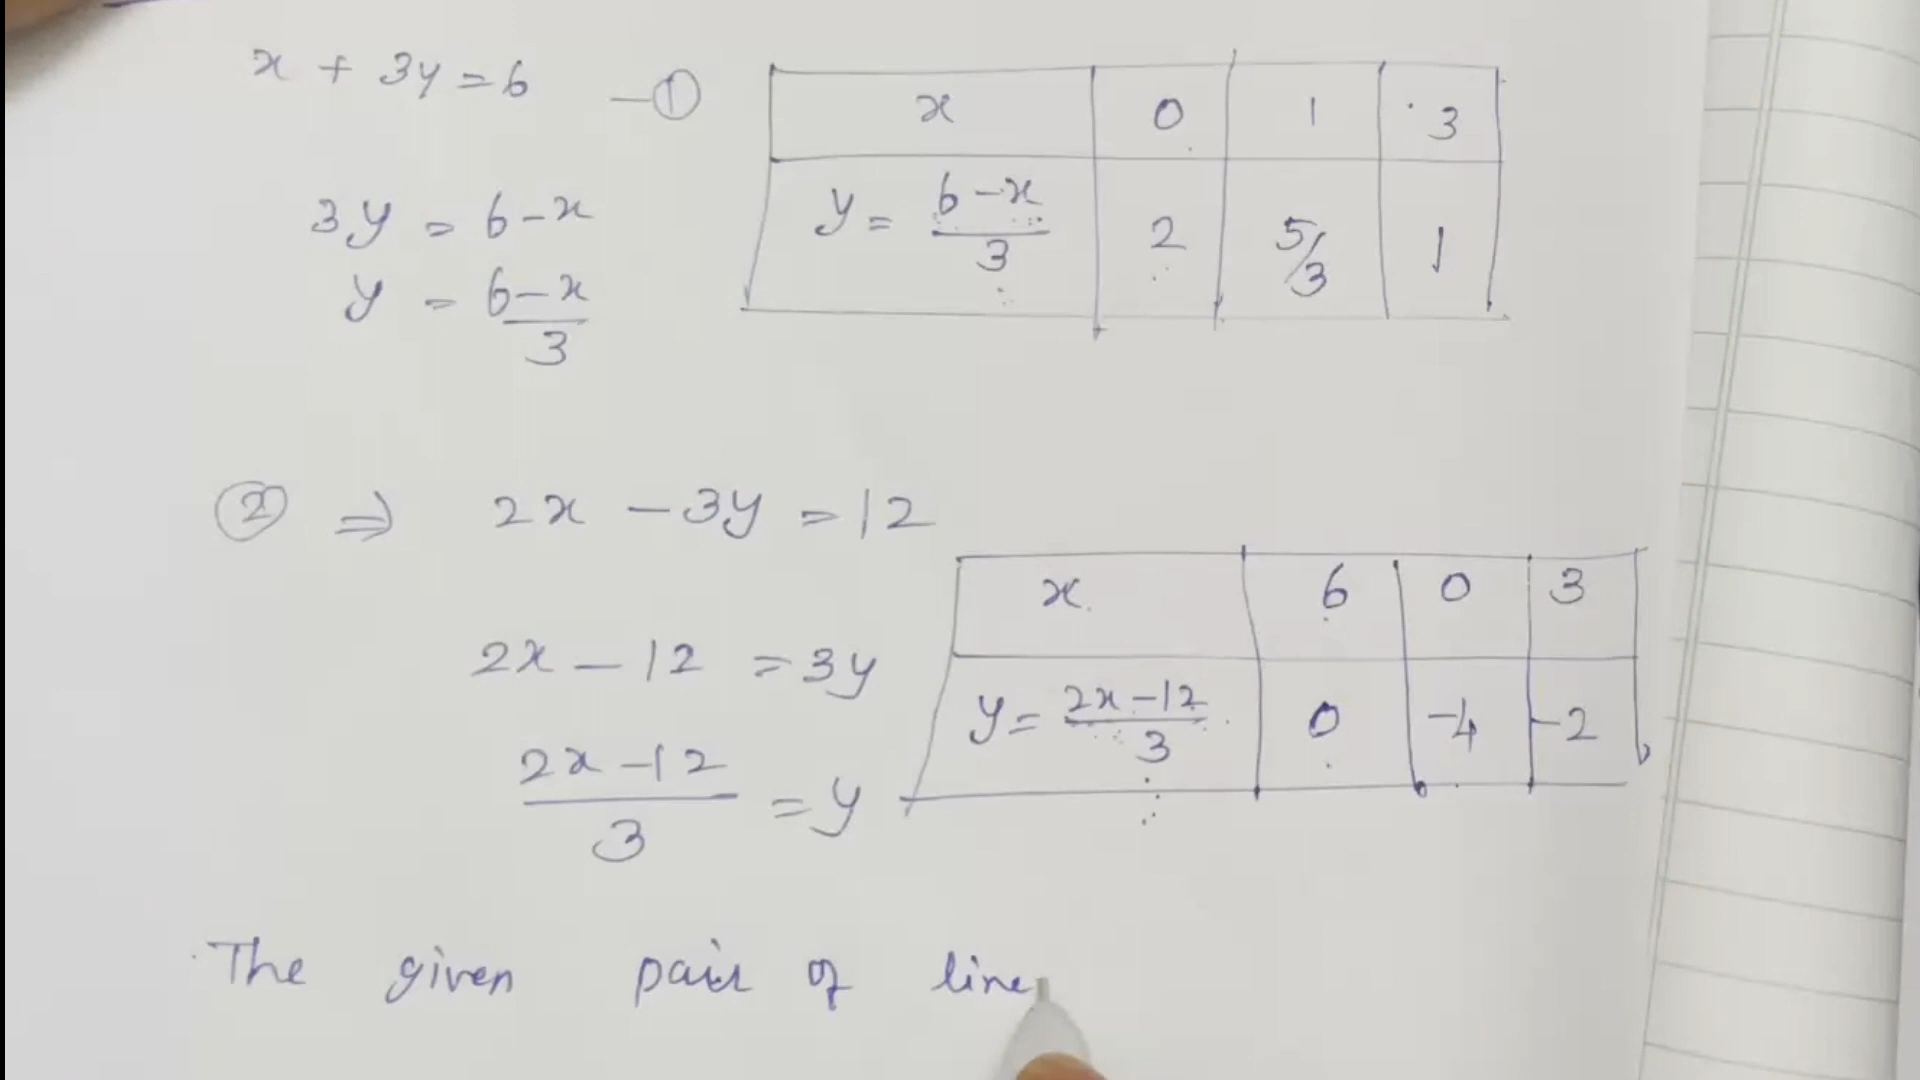 x + 3y = 6 — ①
x 0 1 3
3y = 6 - x
y = 6 - x / 3 2 5/3 1
y = 6 - x / 3
② ⇒ 2x - 3y = 12
x 6 0 3
2x - 12 = 3y
y = 2x - 12 / 3 0 -4 -2
2x - 12 / 3 = y
The given pair of line